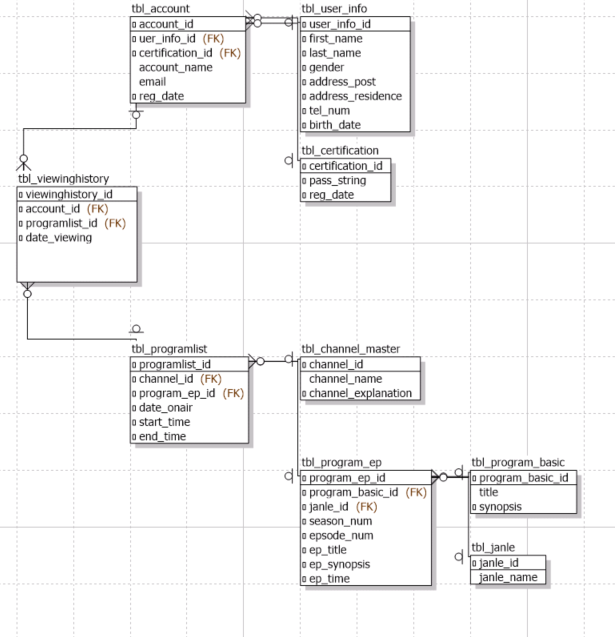 tbl_account
account_id
uer_info_id (FK)
certification_id (FK)
account_name
email
reg_date
tbl_user_info
user_info_id
first_name
last_name
gender
address_post
address_residence
tel_num
birth_date
tbl_certification
certification_id
pass_string
reg_date
tbl_viewinghistory
viewinghistory_id
account_id (FK)
programlist_id (FK)
date_viewing
tbl_programlist
programlist_id
channel_id (FK)
program_ep_id (FK)
date_onair
start_time
end_time
tbl_channel_master
channel_id
channel_name
channel_explanation
tbl_program_ep
program_ep_id
program_basic_id (FK)
janle_id (FK)
season_num
epsode_num
ep_title
ep_synopsis
ep_time
tbl_program_basic
program_basic_id
title
synopsis
tbl_janle
janle_id
janle_name